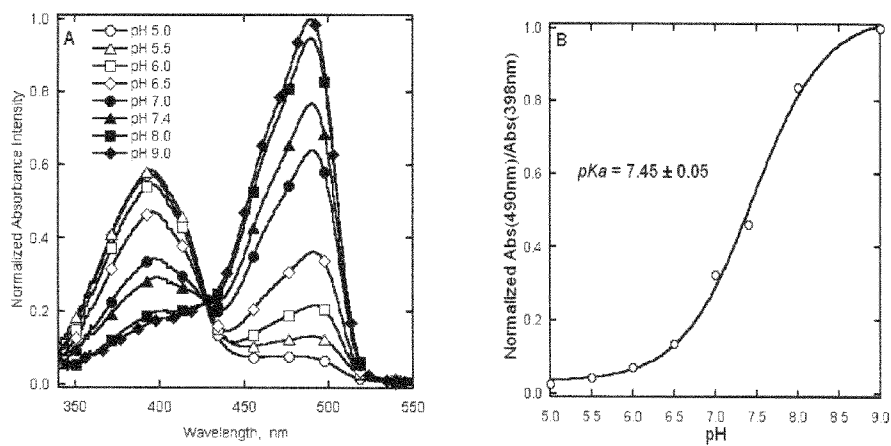 A
pH 5.0
pH 5.5
pH 6.0
pH 6.5
pH 7.0
pH 7.4
pH 8.0
pH 9.0
Normalized Absorbance Intensity
1.0
0.8
0.6
0.4
0.2
0.0
350 400 450 500 550
Wavelength, nm
B
pKa = 7.45 ± 0.05
Normalized Abs(490nm)/Abs(398nm)
1.0
0.8
0.6
0.4
0.2
0.0
5.0 5.5 6.0 6.5 7.0 7.5 8.0 8.5 9.0
pH